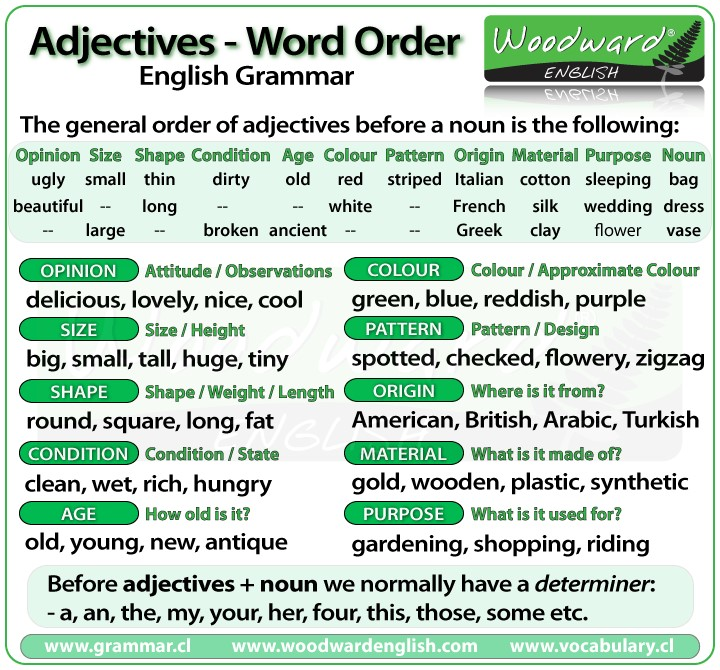 Adjectives - Word Order
English Grammar
Woodward®
ENGLISH
The general order of adjectives before a noun is the following:
Opinion Size Shape Condition Age Colour Pattern Origin Material Purpose Noun
ugly small thin dirty old red striped Italian cotton sleeping bag
beautiful -- long -- -- white -- French silk wedding dress
-- large -- broken ancient -- -- Greek clay flower vase
OPINION Attitude / Observations
delicious, lovely, nice, cool
SIZE Size / Height
big, small, tall, huge, tiny
SHAPE Shape / Weight / Length
round, square, long, fat
CONDITION Condition / State
clean, wet, rich, hungry
AGE How old is it?
old, young, new, antique
COLOUR Colour / Approximate Colour
green, blue, reddish, purple
PATTERN Pattern / Design
spotted, checked, flowery, zigzag
ORIGIN Where is it from?
American, British, Arabic, Turkish
MATERIAL What is it made of?
gold, wooden, plastic, synthetic
PURPOSE What is it used for?
gardening, shopping, riding
Before adjectives + noun we normally have a determiner:
- a, an, the, my, your, her, four, this, those, some etc.
www.grammar.cl www.woodwardenglish.com www.vocabulary.cl